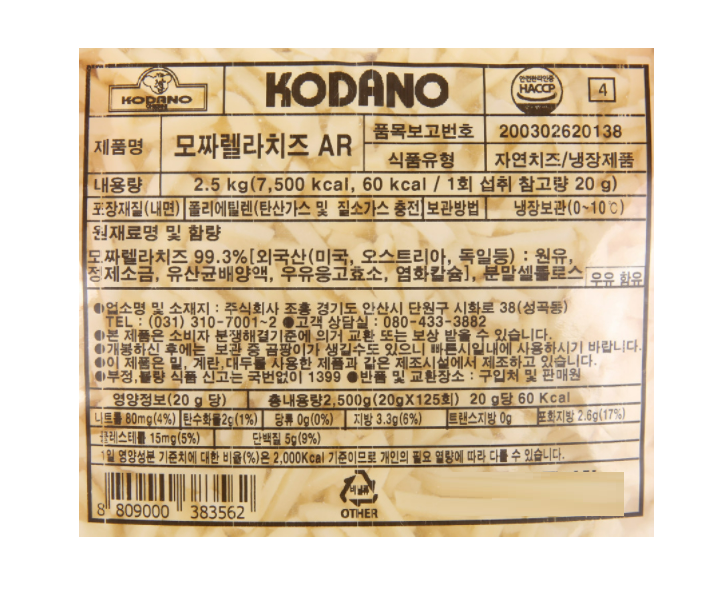 KODANO
KODANO
안전관리인증
HACCP
4
제품명
모짜렐라치즈 AR
품목보고번호
200302620138
식품유형
자연치즈/냉장제품
내용량
2.5 kg(7,500 kcal, 60 kcal / 1회 섭취 참고량 20 g)
포장재질(내면) 폴리에틸렌(탄산가스 및 질소가스 충전) 보관방법 냉장보관(0~10℃)
원재료명 및 함량
모짜렐라치즈 99.3%[외국산(미국, 오스트리아, 독일등) : 원유,
정제소금, 유산균배양액, 우유응고효소, 염화칼슘], 분말셀룰로스
우유 함유
●업소명 및 소재지 : 주식회사 조흥 경기도 안산시 단원구 시화로 38(성곡동)
TEL : (031) 310-7001~2 ●고객 상담실 : 080-433-3882
●본 제품은 소비자 분쟁해결기준에 의거 교환 또는 보상 받을 수 있습니다.
●개봉하신 후에는 보관 중 곰팡이가 생길수도 있으니 빠른시일내에 사용하시기 바랍니다.
●이 제품은 밀, 계란, 대두를 사용한 제품과 같은 제조시설에서 제조하고 있습니다.
●부정,불량 식품 신고는 국번없이 1399 ●반품 및 교환장소 : 구입처 및 판매원
영양정보(20 g 당) 총내용량2,500g(20gX125회) 20g당 60 Kcal
나트륨 80mg(4%) 탄수화물2g(1%) 당류 0g(0%) 지방 3.3g(6%) 트랜스지방 0g 포화지방 2.6g(17%)
콜레스테롤 15mg(5%) 단백질 5g(9%)
1일 영양성분 기준치에 대한 비율(%)은 2,000Kcal 기준이므로 개인의 필요 열량에 따라 다를 수 있습니다.
8 809000 383562
비닐류
OTHER